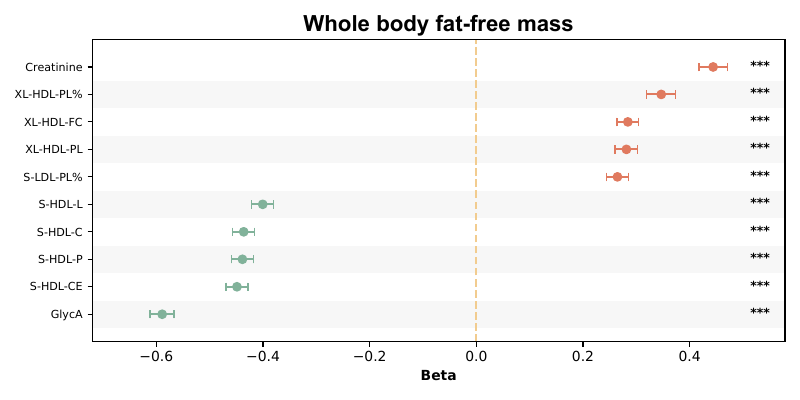 Whole body fat-free mass
Creatinine ***
XL-HDL-PL% ***
XL-HDL-FC ***
XL-HDL-PL ***
S-LDL-PL% ***
S-HDL-L ***
S-HDL-C ***
S-HDL-P ***
S-HDL-CE ***
GlycA ***
−0.6 −0.4 −0.2 0.0 0.2 0.4
Beta